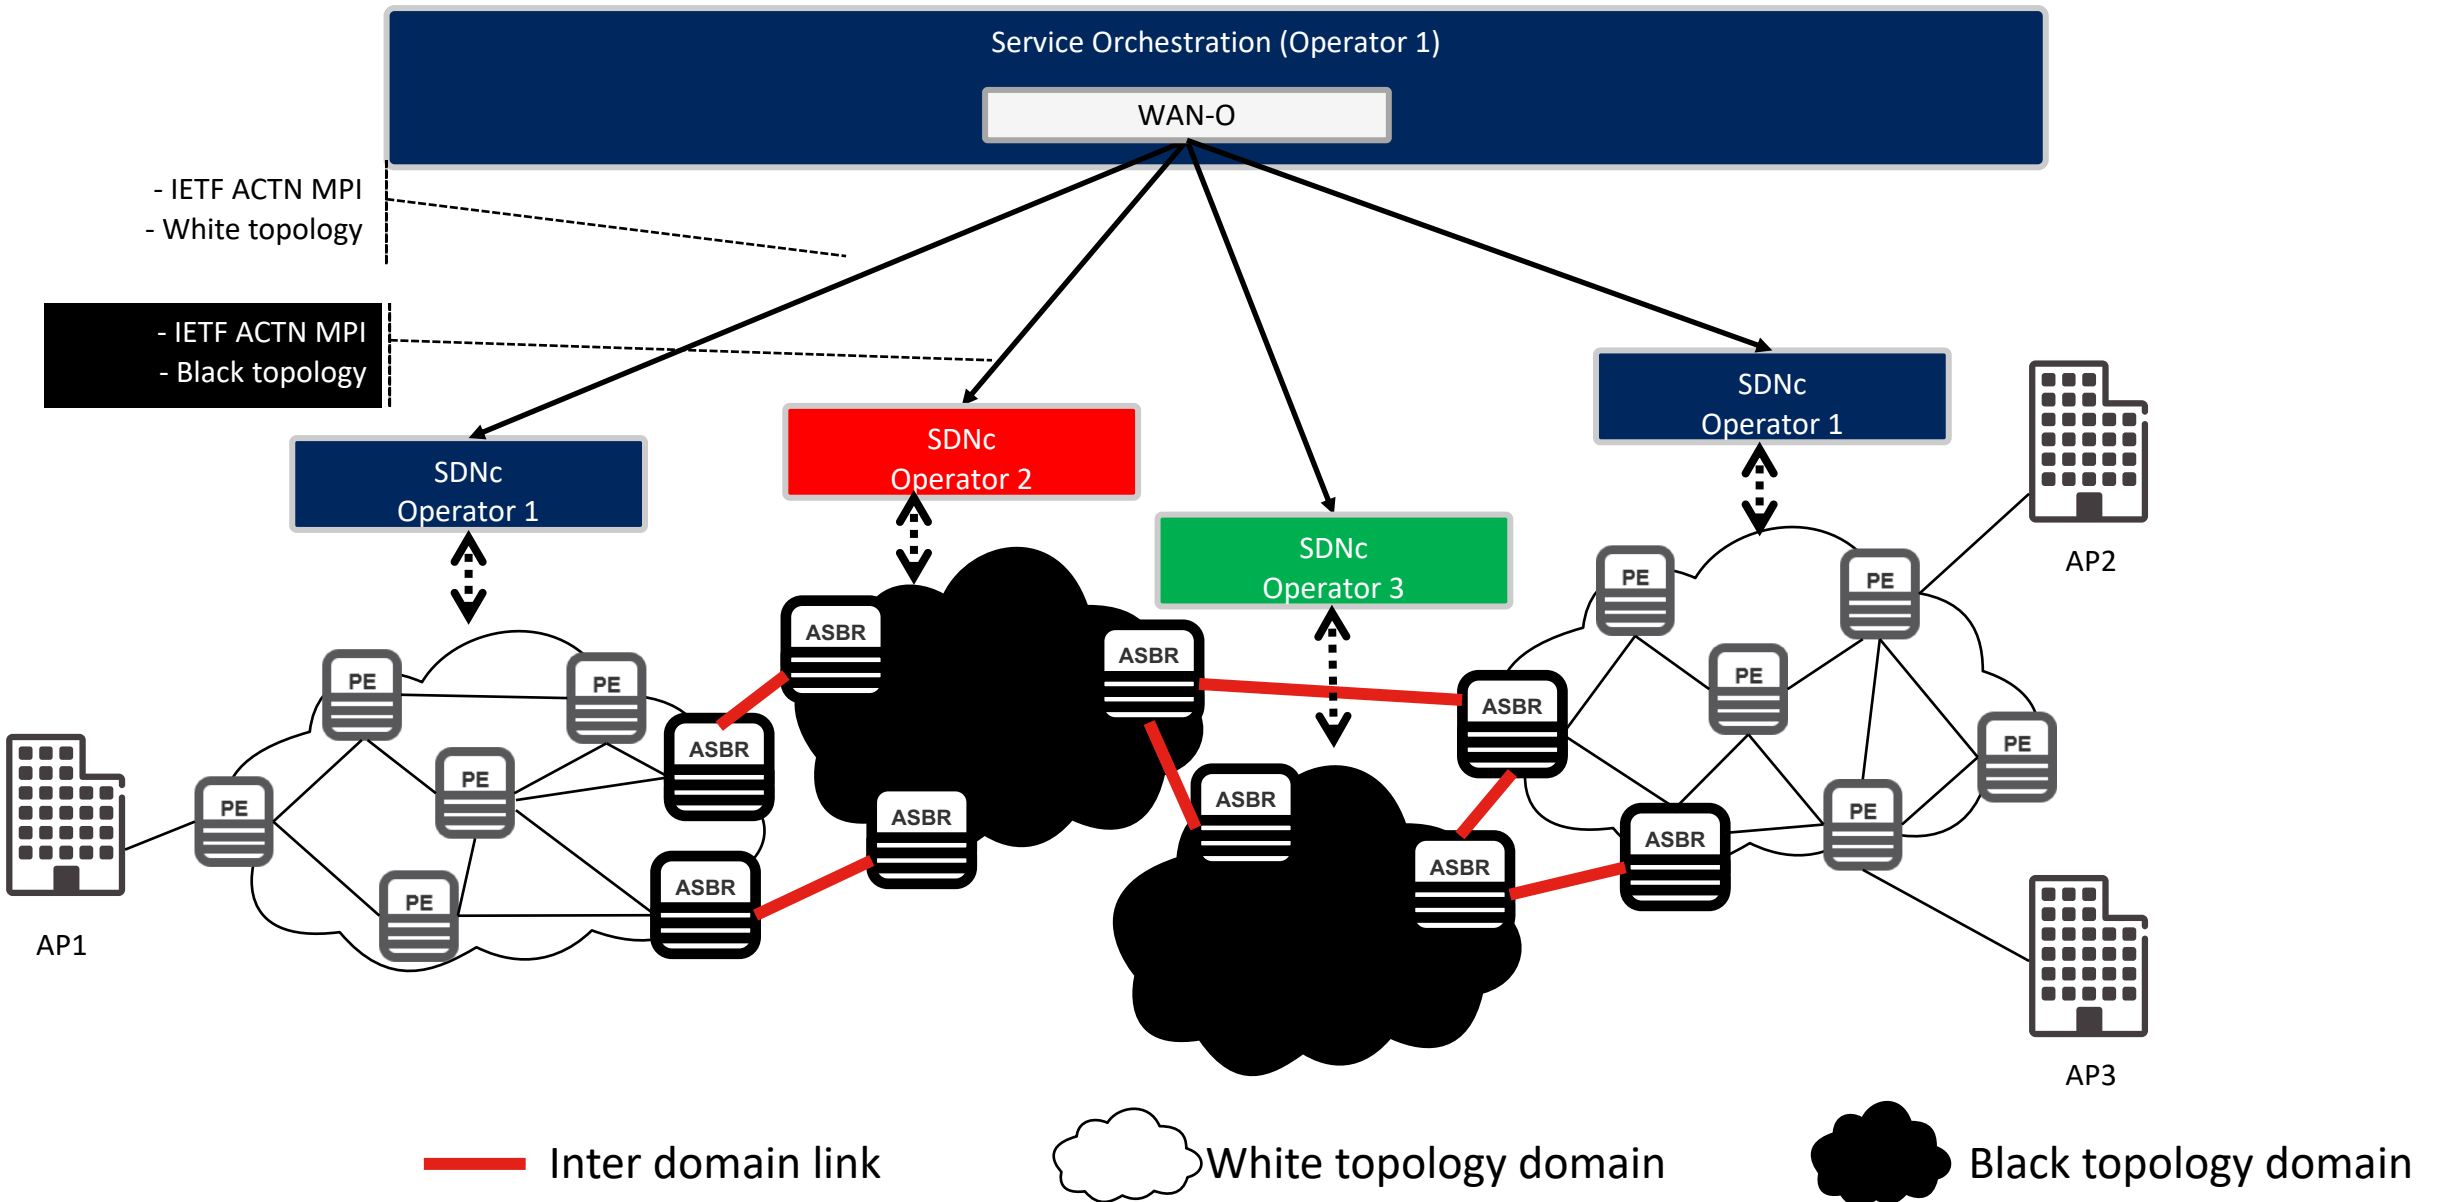 Service Orchestration (Operator 1)
WAN-O
- IETF ACTN MPI
- White topology
- IETF ACTN MPI
- Black topology
SDNc
Operator 1
SDNc
Operator 2
SDNc
Operator 3
SDNc
Operator 1
AP2
PE
PE
ASBR
ASBR
PE
PE
PE
ASBR
ASBR
PE
PE
ASBR
ASBR
PE
ASBR
PE
ASBR
ASBR
ASBR
PE
AP1
AP3
Inter domain link
White topology domain
Black topology domain